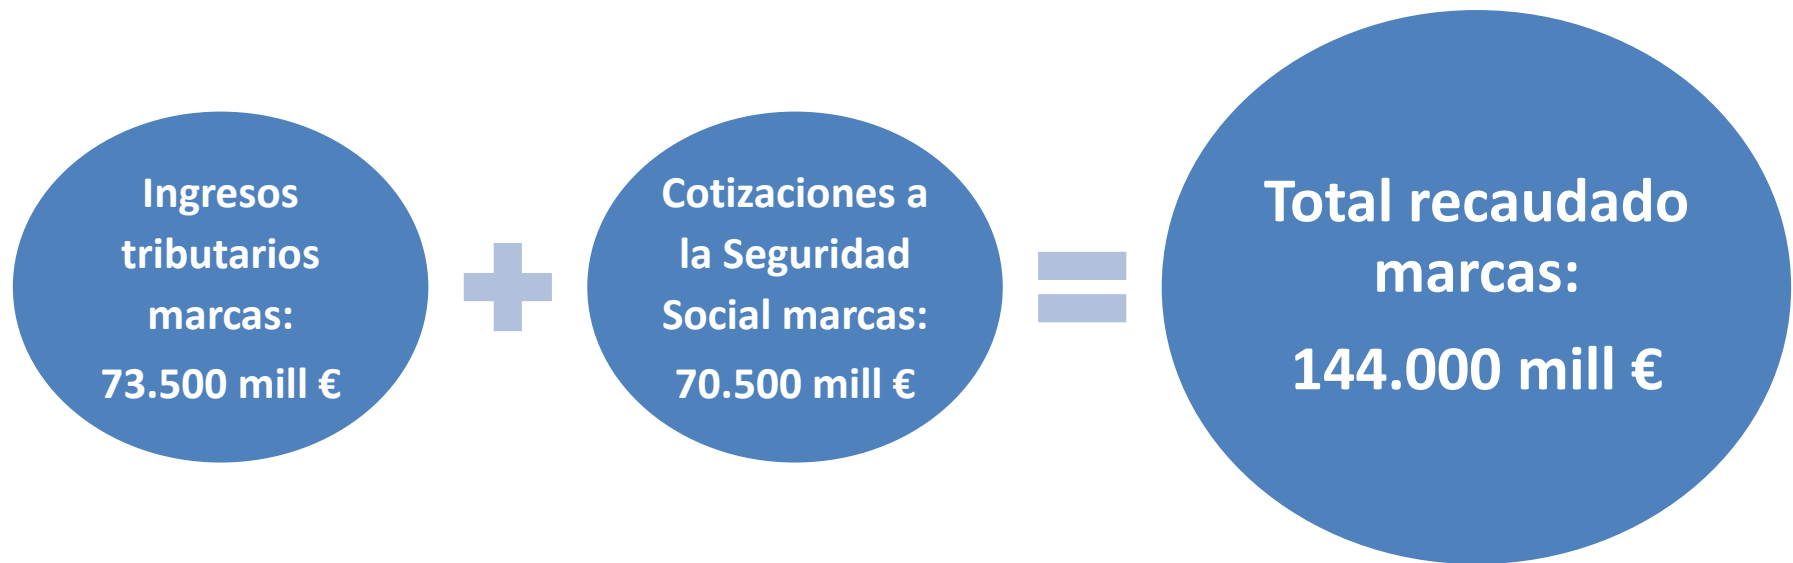 Ingresos
tributarios
marcas:
73.500 mill €
Cotizaciones a
la Seguridad
Social marcas:
70.500 mill €
Total recaudado
marcas:
144.000 mill €